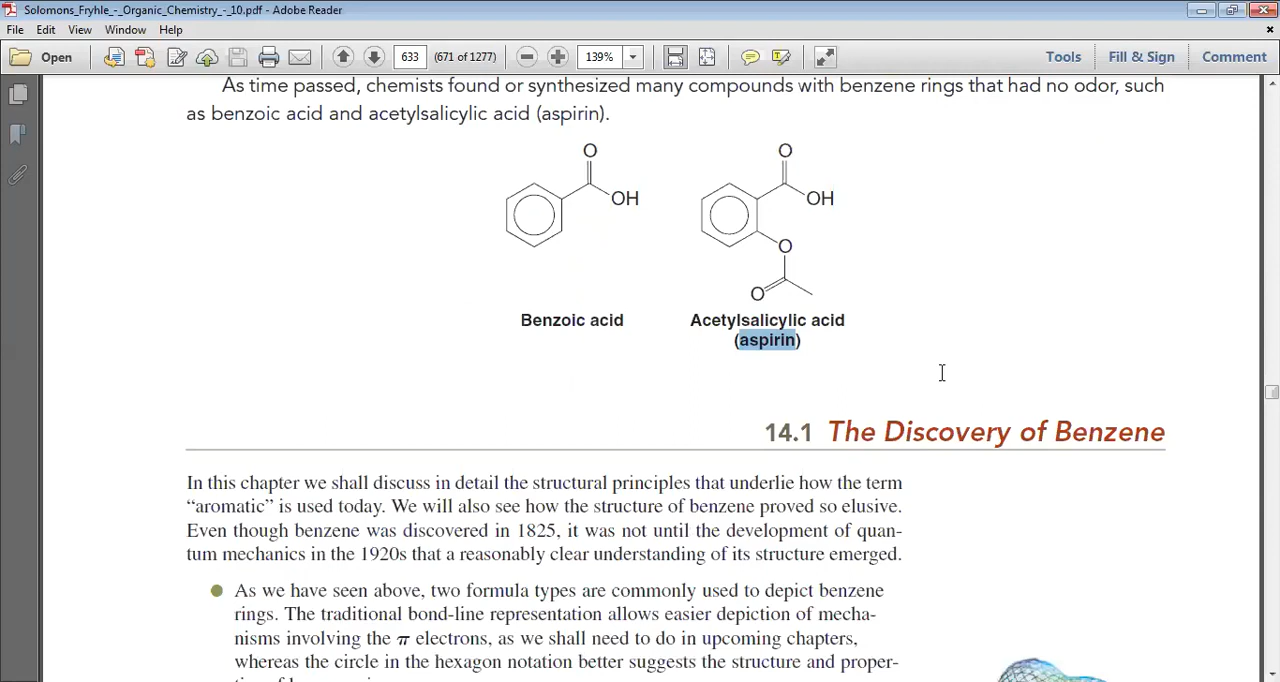 Solomons_Fryhle_-_Organic_Chemistry_-_10.pdf - Adobe Reader
File Edit View Window Help
Open 633 (671 of 1277) 139% Tools Fill & Sign Comment
As time passed, chemists found or synthesized many compounds with benzene rings that had no odor, such
as benzoic acid and acetylsalicylic acid (aspirin).
O O
OH OH
O
O
Benzoic acid Acetylsalicylic acid
(aspirin)
14.1 The Discovery of Benzene
In this chapter we shall discuss in detail the structural principles that underlie how the term
“aromatic” is used today. We will also see how the structure of benzene proved so elusive.
Even though benzene was discovered in 1825, it was not until the development of quan-
tum mechanics in the 1920s that a reasonably clear understanding of its structure emerged.
● As we have seen above, two formula types are commonly used to depict benzene
rings. The traditional bond-line representation allows easier depiction of mecha-
nisms involving the π electrons, as we shall need to do in upcoming chapters,
whereas the circle in the hexagon notation better suggests the structure and proper-